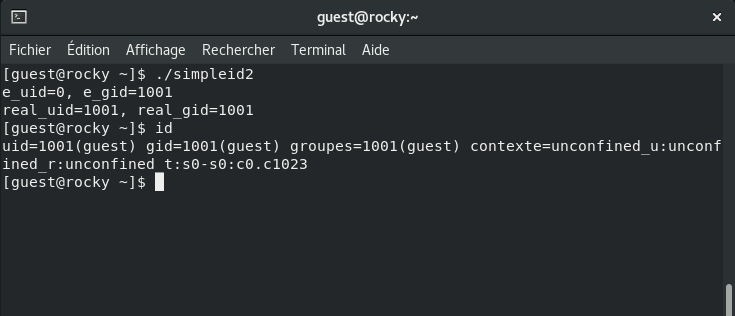 guest@rocky:~
Fichier Édition Affichage Rechercher Terminal Aide
[guest@rocky ~]$ ./simpleid2
e_uid=0, e_gid=1001
real_uid=1001, real_gid=1001
[guest@rocky ~]$ id
uid=1001(guest) gid=1001(guest) groupes=1001(guest) contexte=unconfined_u:unconf
ined_r:unconfined_t:s0-s0:c0.c1023
[guest@rocky ~]$